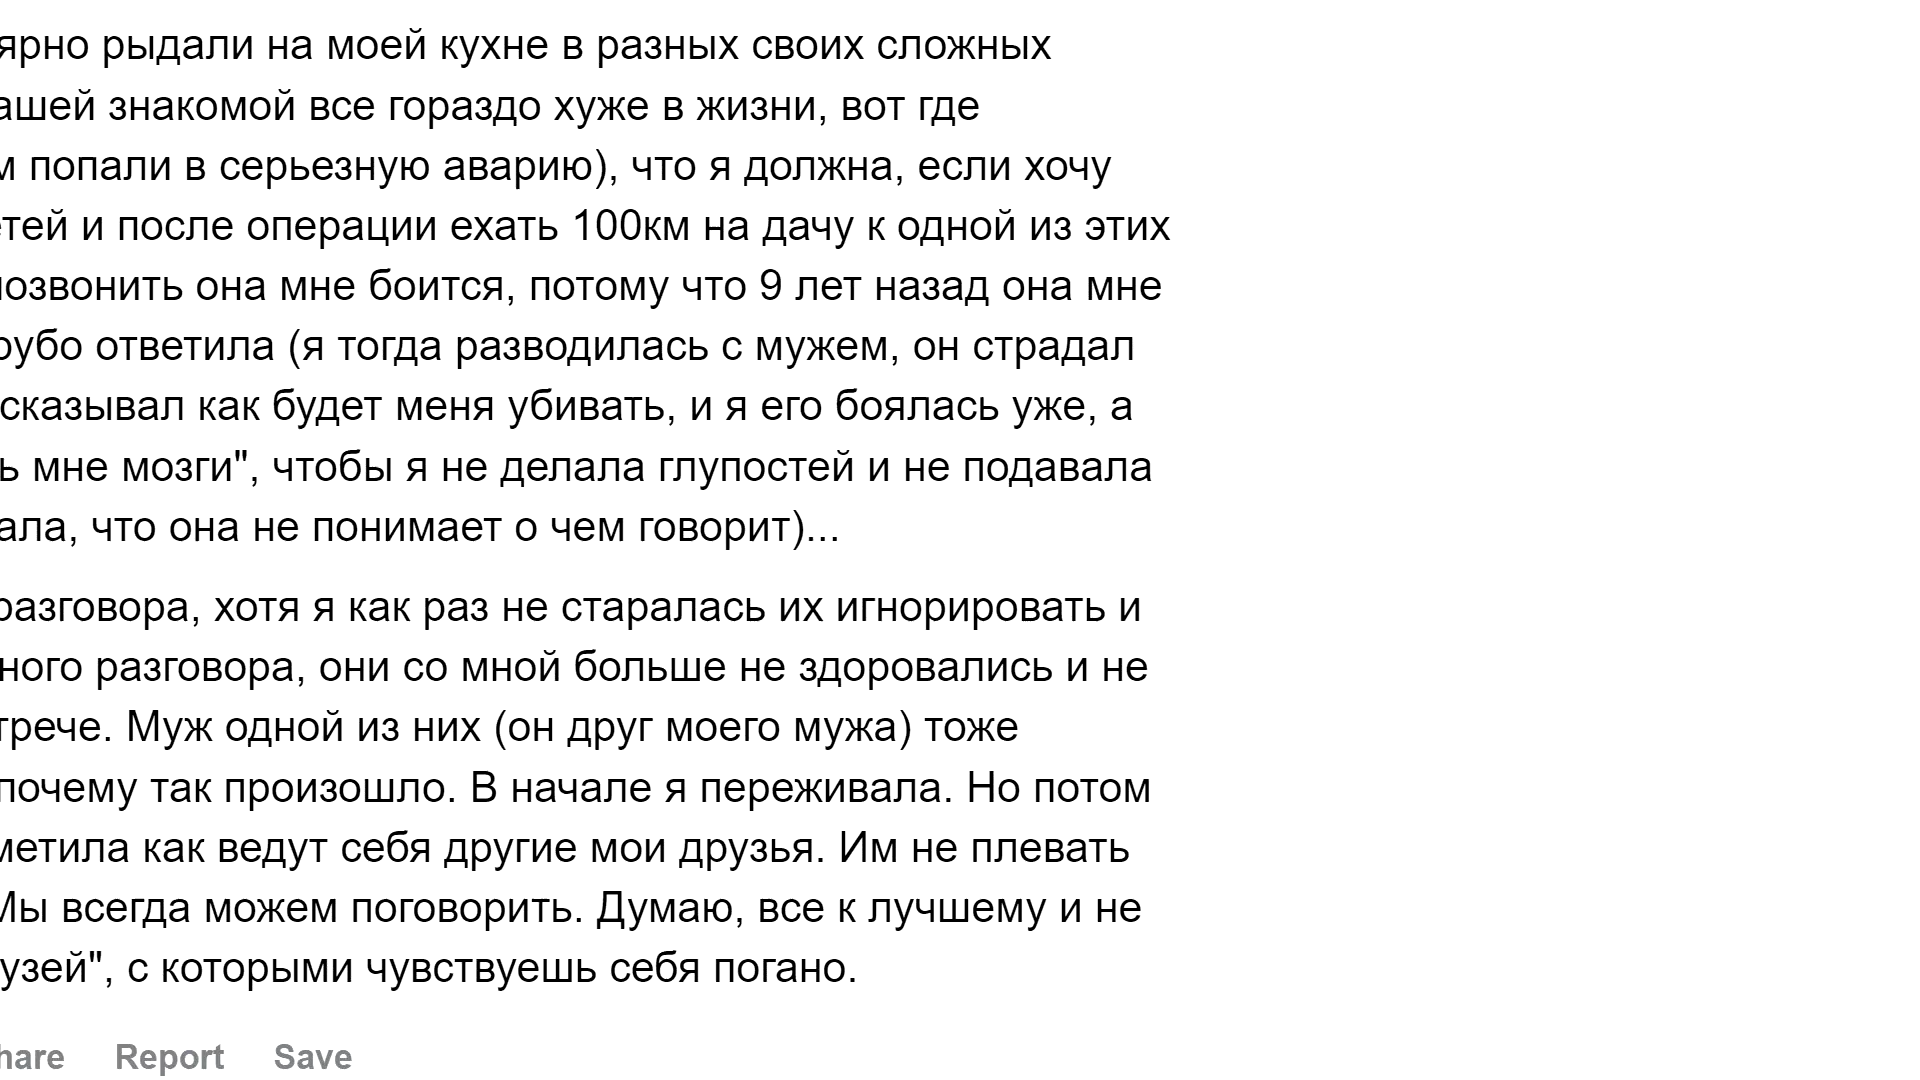 ярно рыдали на моей кухне в разных своих сложных
ашей знакомой все гораздо хуже в жизни, вот где
м попали в серьезную аварию), что я должна, если хочу
етей и после операции ехать 100км на дачу к одной из этих
позвонить она мне боится, потому что 9 лет назад она мне
рубо ответила (я тогда разводилась с мужем, он страдал
сказывал как будет меня убивать, и я его боялась уже, а
ь мне мозги", чтобы я не делала глупостей и не подавала
ала, что она не понимает о чем говорит)...
разговора, хотя я как раз не старалась их игнорировать и
ного разговора, они со мной больше не здоровались и не
трече. Муж одной из них (он друг моего мужа) тоже
почему так произошло. В начале я переживала. Но потом
метила как ведут себя другие мои друзья. Им не плевать
Мы всегда можем поговорить. Думаю, все к лучшему и не
узей", с которыми чувствуешь себя погано.
hare Report Save